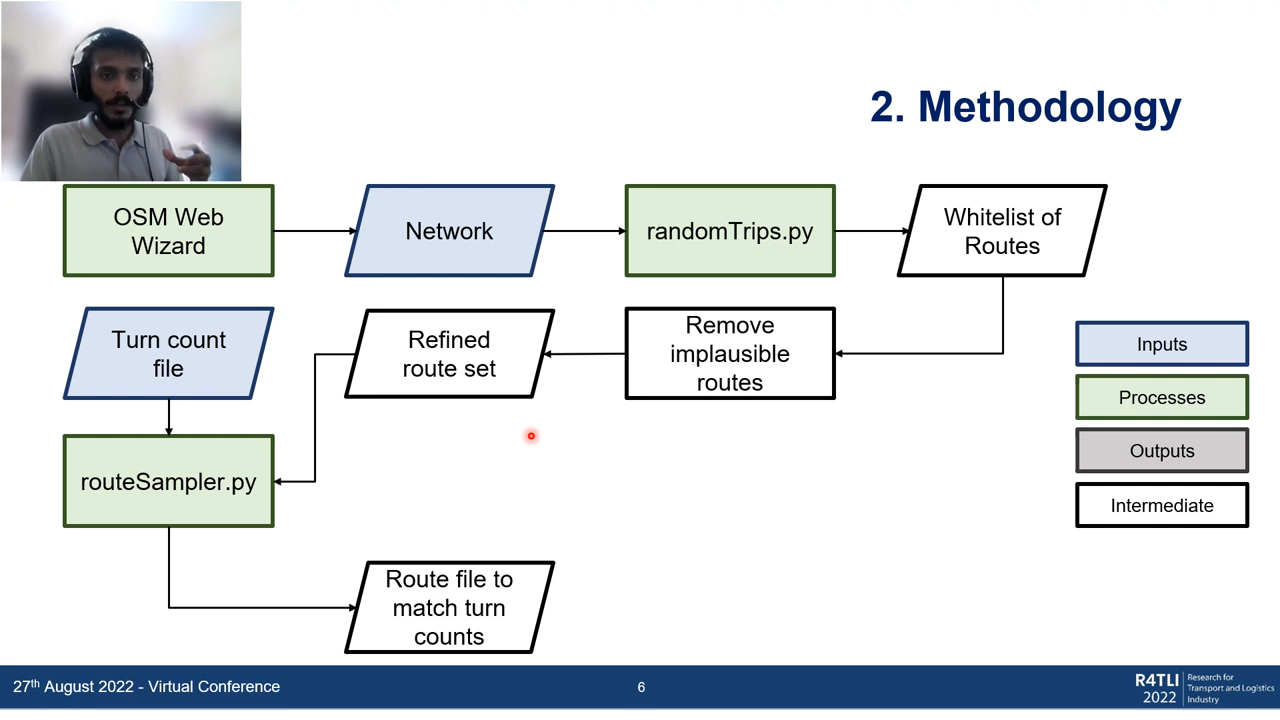 2. Methodology
OSM Web
Wizard
Network
randomTrips.py
Whitelist of
Routes
Turn count
file
Refined
route set
Remove
implausible
routes
Inputs
Processes
Outputs
Intermediate
routeSampler.py
Route file to
match turn
counts
27th August 2022 - Virtual Conference
6
R4TLI
2022
Research for
Transport and Logistics
Industry